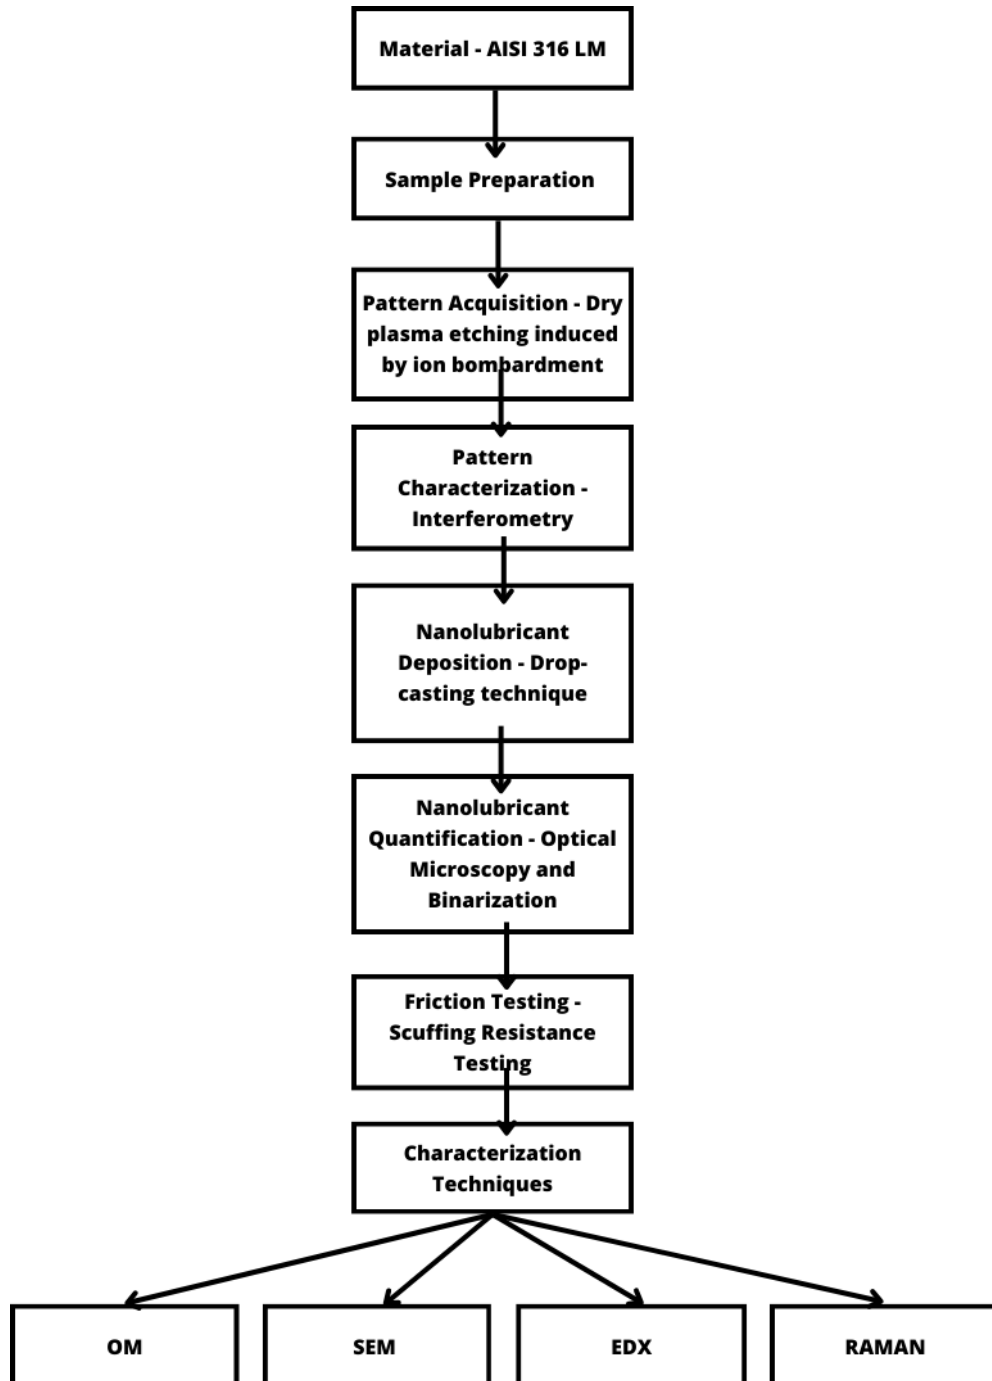 Material - AISI 316 LM
Sample Preparation
Pattern Acquisition - Dry
plasma etching induced
by ion bombardment
Pattern
Characterization -
Interferometry
Nanolubricant
Deposition - Drop-
casting technique
Nanolubricant
Quantification - Optical
Microscopy and
Binarization
Friction Testing -
Scuffing Resistance
Testing
Characterization
Techniques
OM
SEM
EDX
RAMAN